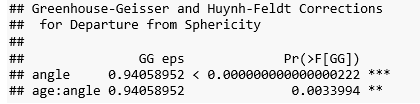 ## Greenhouse-Geisser and Huynh-Feldt Corrections
## for Departure from Sphericity
##
## GG eps Pr(>F[GG])
## angle 0.94058952 < 0.000000000000000222 ***
## age:angle 0.94058952 0.0033994 **